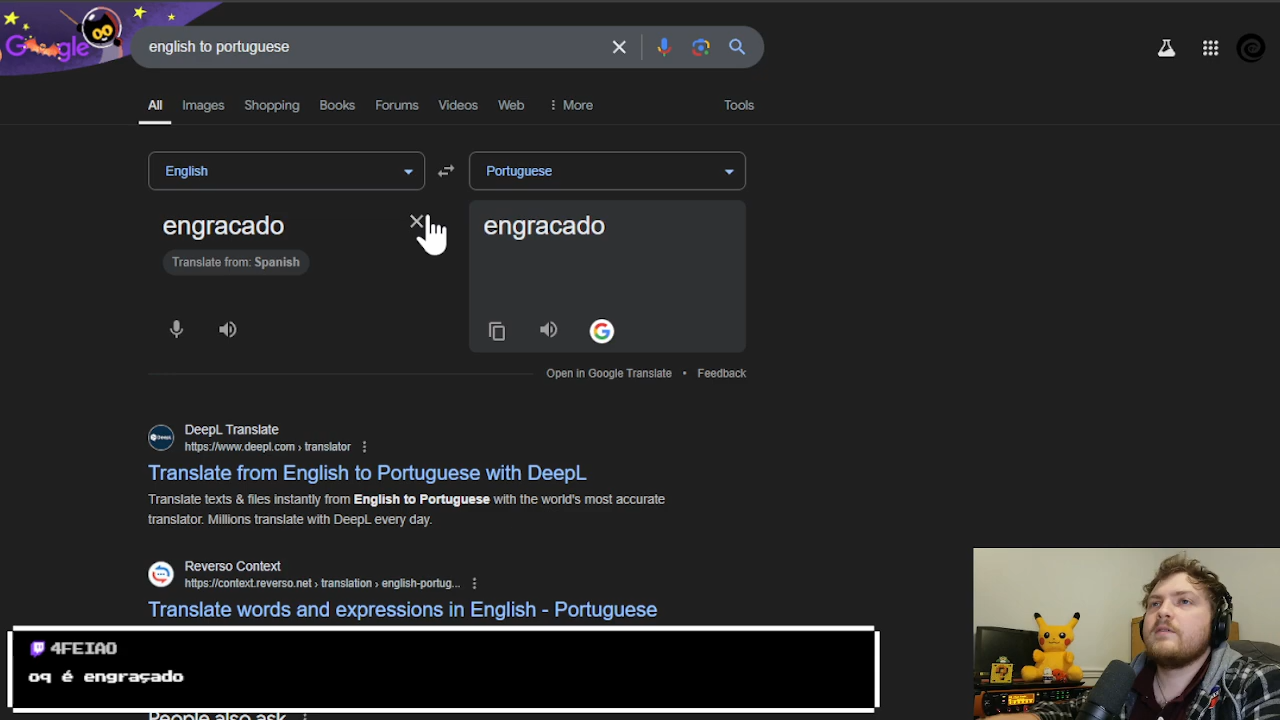 Google
english to portuguese
All Images Shopping Books Forums Videos Web More Tools
English Portuguese
engracado engracado
Translate from: Spanish
Open in Google Translate • Feedback
DeepL Translate
https://www.deepl.com › translator
Translate from English to Portuguese with DeepL
Translate texts & files instantly from English to Portuguese with the world's most accurate
translator. Millions translate with DeepL every day.
Reverso Context
https://context.reverso.net › translation › english-portug...
Translate words and expressions in English - Portuguese
4FEIAO
oq é engraçado
People also ask